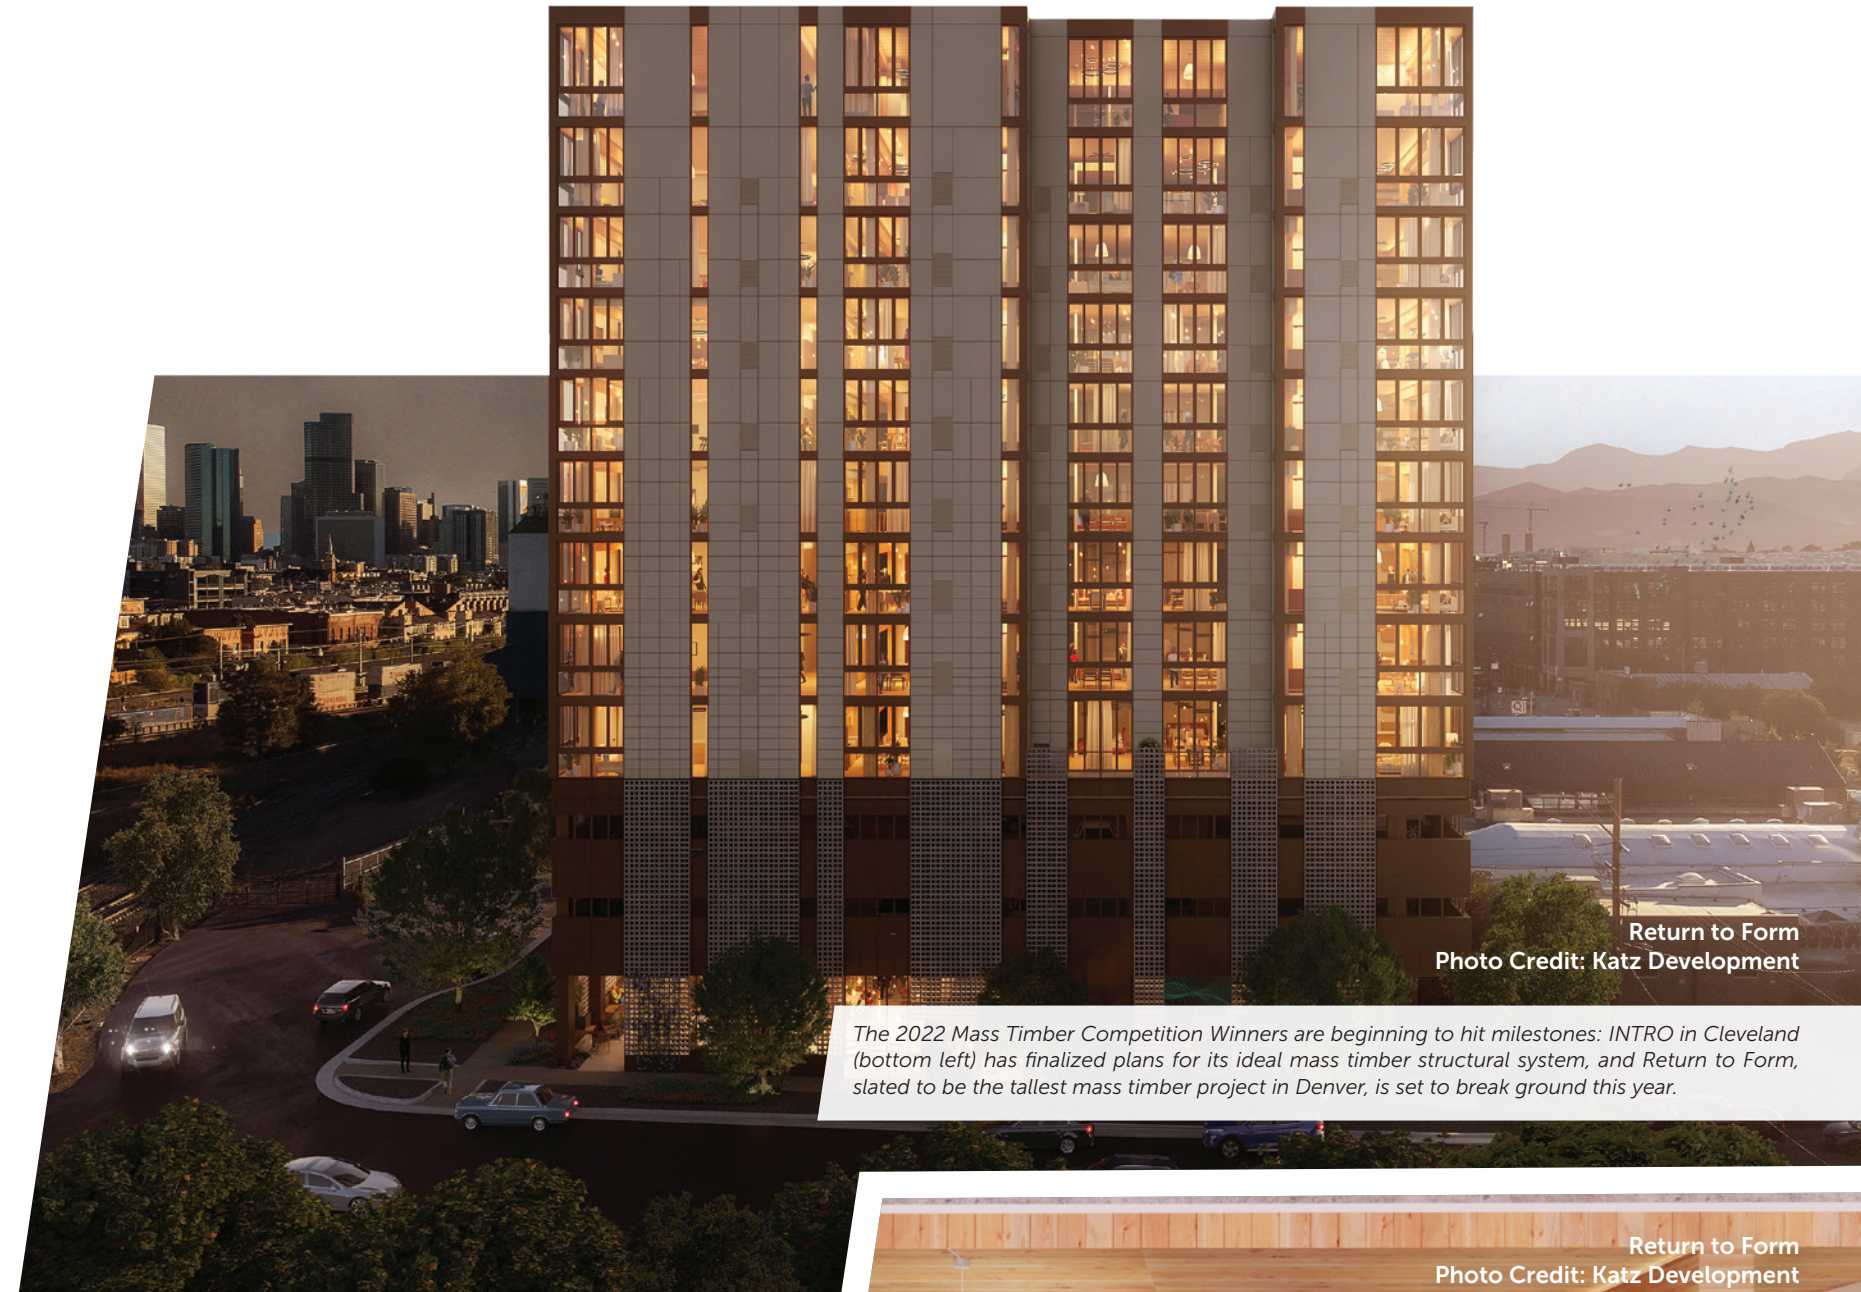 Return to Form
Photo Credit: Katz Development
The 2022 Mass Timber Competition Winners are beginning to hit milestones: INTRO in Cleveland
(bottom left) has finalized plans for its ideal mass timber structural system, and Return to Form,
slated to be the tallest mass timber project in Denver, is set to break ground this year.
Return to Form
Photo Credit: Katz Development